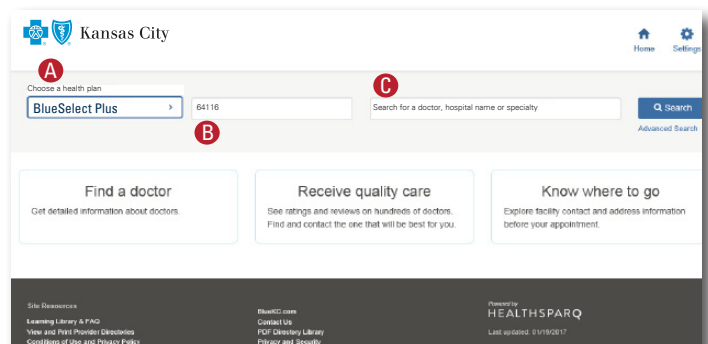 Kansas City
Home
Settings
A
Choose a health plan
BlueSelect Plus
64116
B
C
Search for a doctor, hospital name or specialty
Search
Advanced Search
Find a doctor
Get detailed information about doctors.
Receive quality care
See ratings and reviews on hundreds of doctors.
Find and contact the one that will be best for you.
Know where to go
Explore facility contact and address information
before your appointment.
Site Resources
Learning Library & FAQ
View and Print Provider Directories
Conditions of Use and Privacy Policy
BlueKC.com
Contact Us
PDF Directory Library
Privacy and Security
Powered by
HEALTHSPARQ
Last updated: 01/19/2017